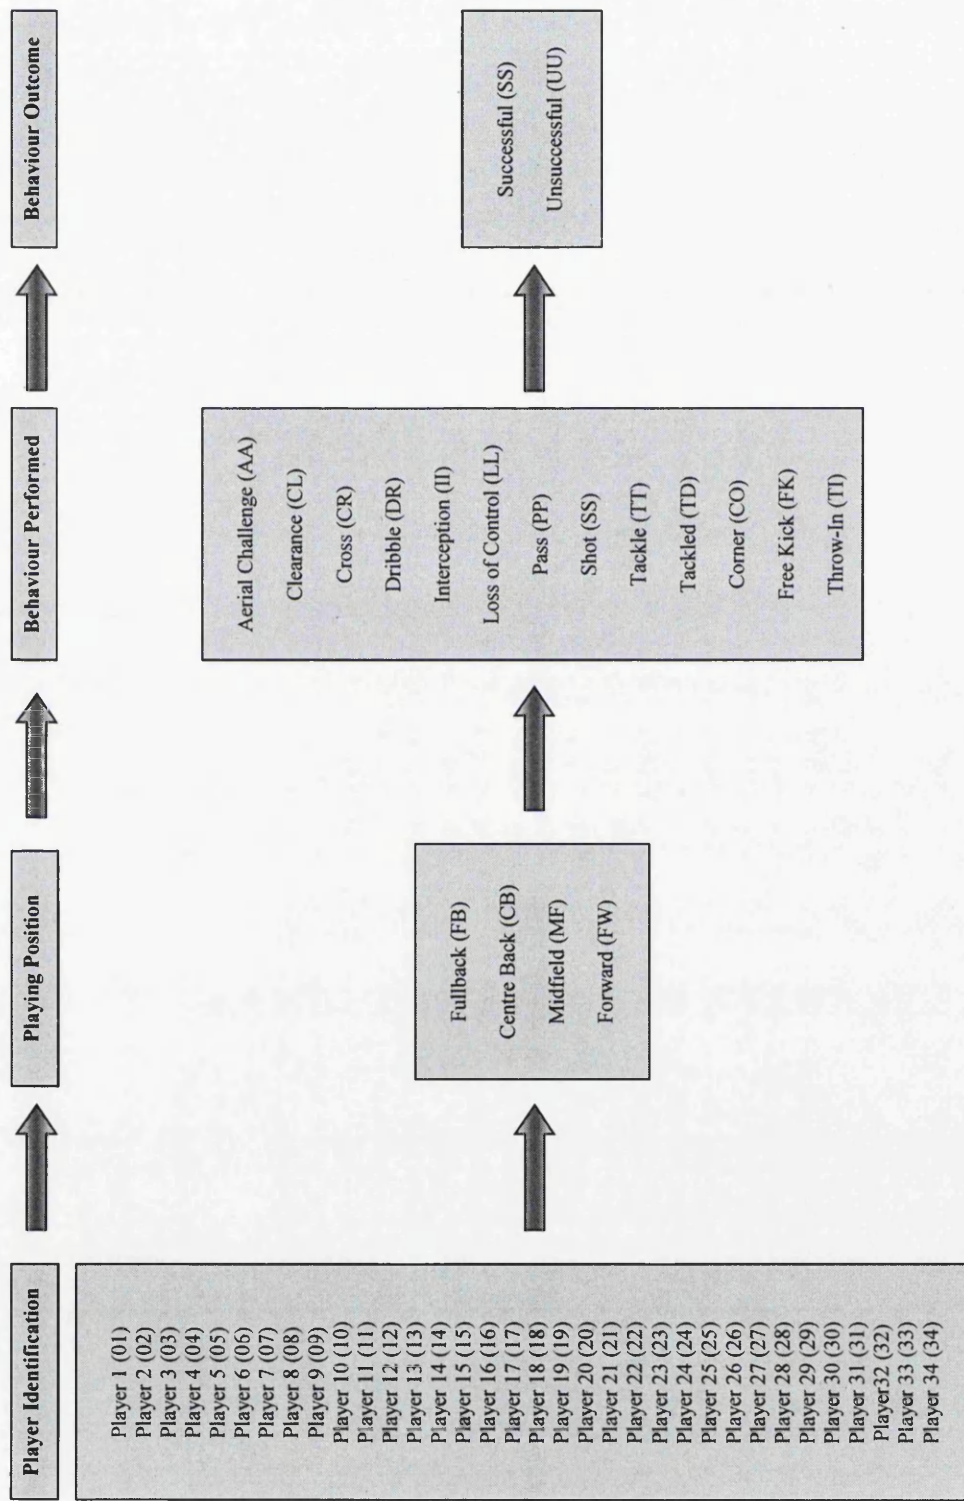 Player Identification
Playing Position
Behaviour Performed
Behaviour Outcome
Player 1 (01)
Player 2 (02)
Player 3 (03)
Player 4 (04)
Player 5 (05)
Player 6 (06)
Player 7 (07)
Player 8 (08)
Player 9 (09)
Player 10 (10)
Player 11 (11)
Player 12 (12)
Player 13 (13)
Player 14 (14)
Player 15 (15)
Player 16 (16)
Player 17 (17)
Player 18 (18)
Player 19 (19)
Player 20 (20)
Player 21 (21)
Player 22 (22)
Player 23 (23)
Player 24 (24)
Player 25 (25)
Player 26 (26)
Player 27 (27)
Player 28 (28)
Player 29 (29)
Player 30 (30)
Player 31 (31)
Player32 (32)
Player 33 (33)
Player 34 (34)
Fullback (FB)
Centre Back (CB)
Midfield (MF)
Forward (FW)
Aerial Challenge (AA)
Clearance (CL)
Cross (CR)
Dribble (DR)
Interception (II)
Loss of Control (LL)
Pass (PP)
Shot (SS)
Tackle (TT)
Tackled (TD)
Corner (CO)
Free Kick (FK)
Throw-In (TI)
Successful (SS)
Unsuccessful (UU)